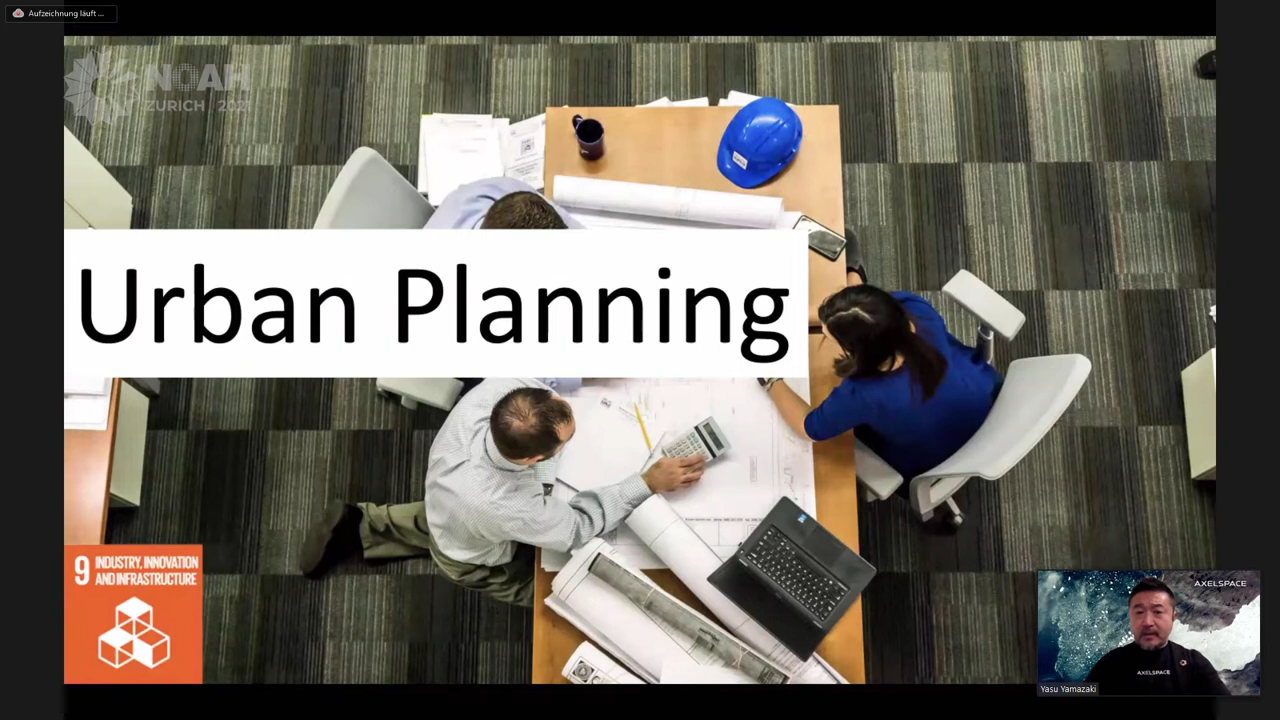 Aufzeichnung läuft ...
NOAH
ZURICH 2021
Urban Planning
9 INDUSTRY, INNOVATION
AND INFRASTRUCTURE
AXELSPACE
AXELSPACE
Yasu Yamazaki